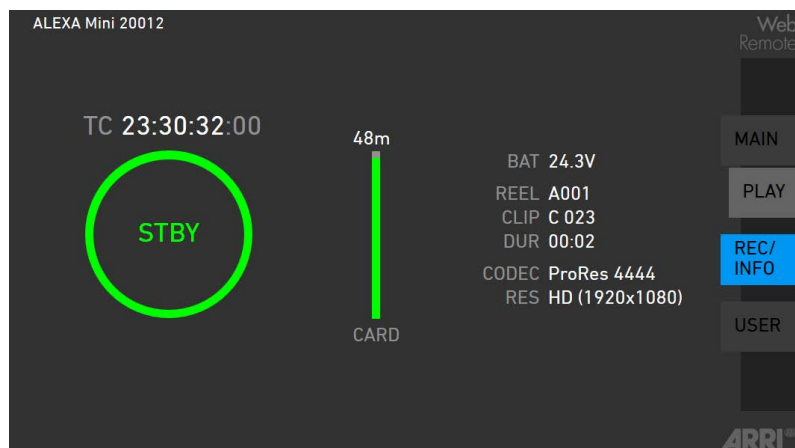 ALEXA Mini 20012
Web
Remote
TC 23:30:32:00
STBY
48m
CARD
BAT 24.3V
REEL A001
CLIP C 023
DUR 00:02
CODEC ProRes 4444
RES HD (1920x1080)
MAIN
PLAY
REC/
INFO
USER
ARRI